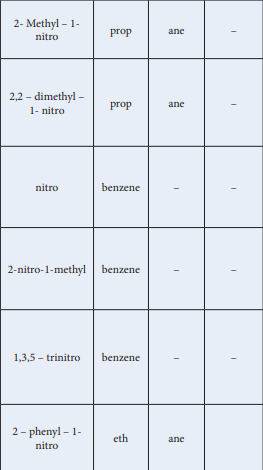 2- Methyl – 1- nitro prop ane –
2,2 – dimethyl – 1- nitro prop ane –
nitro benzene – –
2-nitro-1-methyl benzene – –
1,3,5 – trinitro benzene – –
2 – phenyl – 1- nitro eth ane